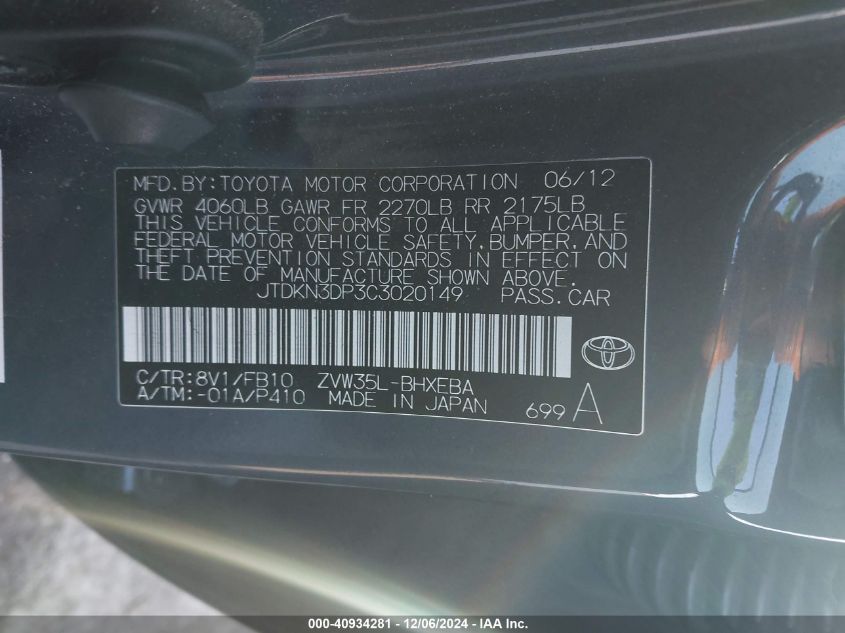 MFD.BY:TOYOTA MOTOR CORPORATION 06/12
GVWR 4060LB GAWR FR 2270LB RR 2175LB
THIS VEHICLE CONFORMS TO ALL APPLICABLE
FEDERAL MOTOR VEHICLE SAFETY,BUMPER,AND
THEFT PREVENTION STANDARDS IN EFFECT ON
THE DATE OF MANUFACTURE SHOWN ABOVE.
JTDKN3DP3C3020149 PASS.CAR
C/TR:8V1/FB10 ZVW35L-BHXEBA
A/TM:-01A/P410 MADE IN JAPAN 699 A
000-40934281 - 12/06/2024 - IAA Inc.